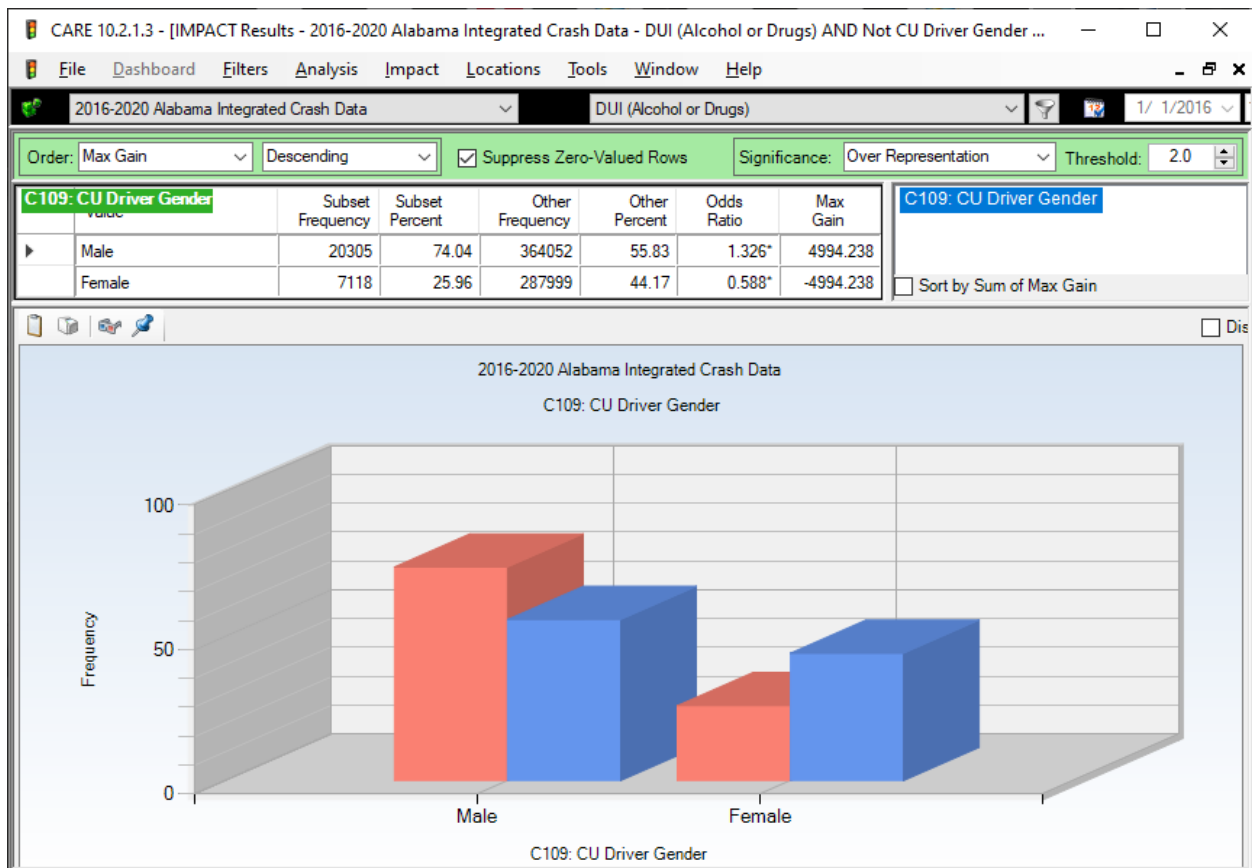 CARE 10.2.1.3 - [IMPACT Results - 2016-2020 Alabama Integrated Crash Data - DUI (Alcohol or Drugs) AND Not CU Driver Gender ...
File Dashboard Filters Analysis Impact Locations Tools Window Help
2016-2020 Alabama Integrated Crash Data DUI (Alcohol or Drugs) 1/ 1/2016
Order: Max Gain Descending Suppress Zero-Valued Rows Significance: Over Representation Threshold: 2.0
C109: CU Driver Gender Subset Frequency Subset Percent Other Frequency Other Percent Odds Ratio Max Gain C109: CU Driver Gender
Male 20305 74.04 364052 55.83 1.326* 4994.238
Female 7118 25.96 287999 44.17 0.588* -4994.238
Sort by Sum of Max Gain
Dis
2016-2020 Alabama Integrated Crash Data
C109: CU Driver Gender
100
50
0
Frequency
Male Female
C109: CU Driver Gender